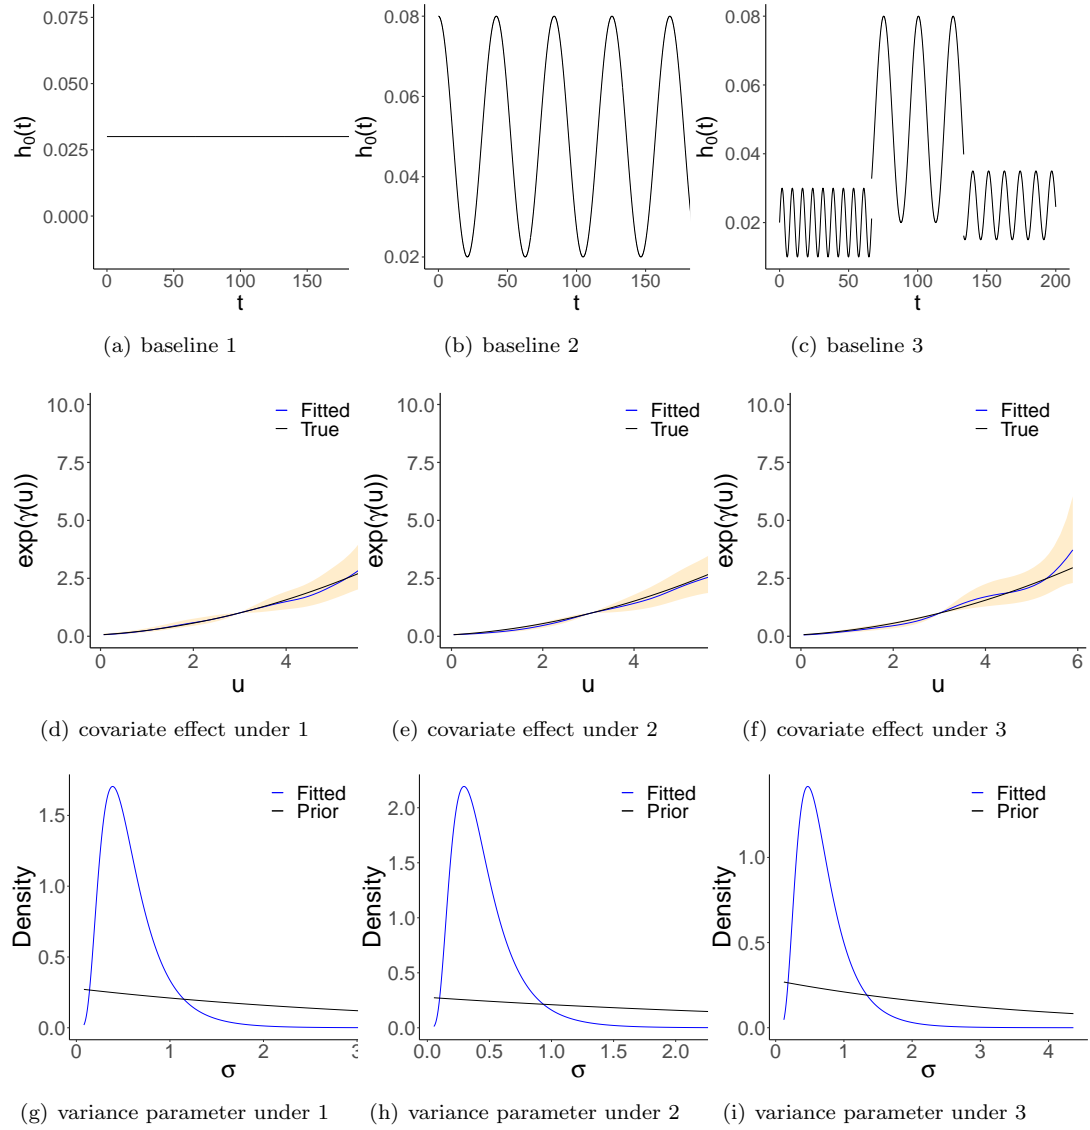 0.075
0.050
0.025
0.000
h0(t)
0 50 100 150
t
(a) baseline 1
0.08
0.06
0.04
0.02
h0(t)
0 50 100 150
t
(b) baseline 2
0.08
0.06
0.04
0.02
h0(t)
0 50 100 150 200
t
(c) baseline 3
10.0
7.5
5.0
2.5
0.0
exp(γ(u))
Fitted
True
0 2 4
u
(d) covariate effect under 1
10.0
7.5
5.0
2.5
0.0
exp(γ(u))
Fitted
True
0 2 4
u
(e) covariate effect under 2
10.0
7.5
5.0
2.5
0.0
exp(γ(u))
Fitted
True
0 2 4 6
u
(f) covariate effect under 3
1.5
1.0
0.5
0.0
Density
Fitted
Prior
0 1 2 3
σ
(g) variance parameter under 1
2.0
1.5
1.0
0.5
0.0
Density
Fitted
Prior
0.0 0.5 1.0 1.5 2.0
σ
(h) variance parameter under 2
1.0
0.5
0.0
Density
Fitted
Prior
0 1 2 3 4
σ
(i) variance parameter under 3